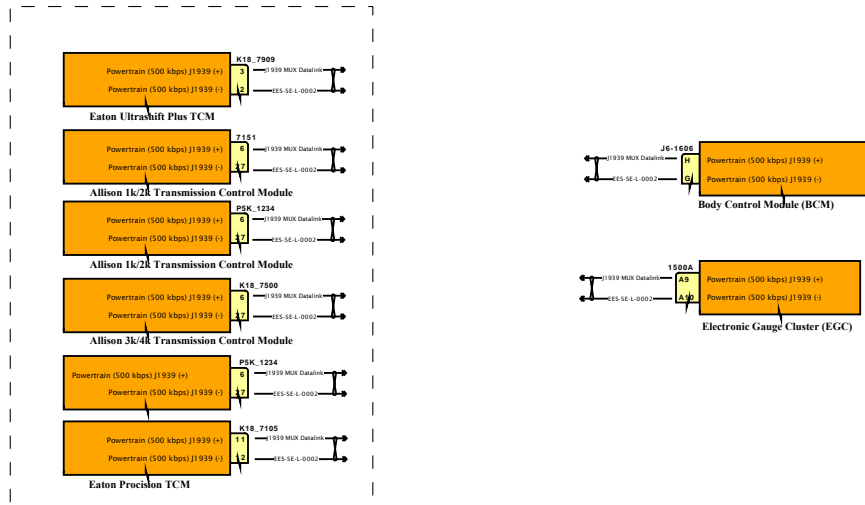 K18_7909
Powertrain (500 kbps) J1939 (+) 3 J1939 MUX Datalink
Powertrain (500 kbps) J1939 (-) 2 EES-SE-L-0002
Eaton Ultrashift Plus TCM
7151
Powertrain (500 kbps) J1939 (+) 6 J1939 MUX Datalink
Powertrain (500 kbps) J1939 (-) 27 EES-SE-L-0002
Allison 1k/2k Transmission Control Module
P5K_1234
Powertrain (500 kbps) J1939 (+) 6 J1939 MUX Datalink
Powertrain (500 kbps) J1939 (-) 27 EES-SE-L-0002
Allison 1k/2k Transmission Control Module
K18_7500
Powertrain (500 kbps) J1939 (+) 6 J1939 MUX Datalink
Powertrain (500 kbps) J1939 (-) 27 EES-SE-L-0002
Allison 3k/4k Transmission Control Module
P5K_1234
Powertrain (500 kbps) J1939 (+) 6 J1939 MUX Datalink
Powertrain (500 kbps) J1939 (-) 27 EES-SE-L-0002
K18_7105
Powertrain (500 kbps) J1939 (+) 11 J1939 MUX Datalink
Powertrain (500 kbps) J1939 (-) EES-SE-L-0002
Eaton Precision TCM
J6-1606
J1939 MUX Datalink H Powertrain (500 kbps) J1939 (+)
EES-SE-L-0002 G Powertrain (500 kbps) J1939 (-)
Body Control Module (BCM)
1500A
J1939 MUX Datalink A9 Powertrain (500 kbps) J1939 (+)
EES-SE-L-0002 A10 Powertrain (500 kbps) J1939 (-)
Electronic Gauge Cluster (EGC)